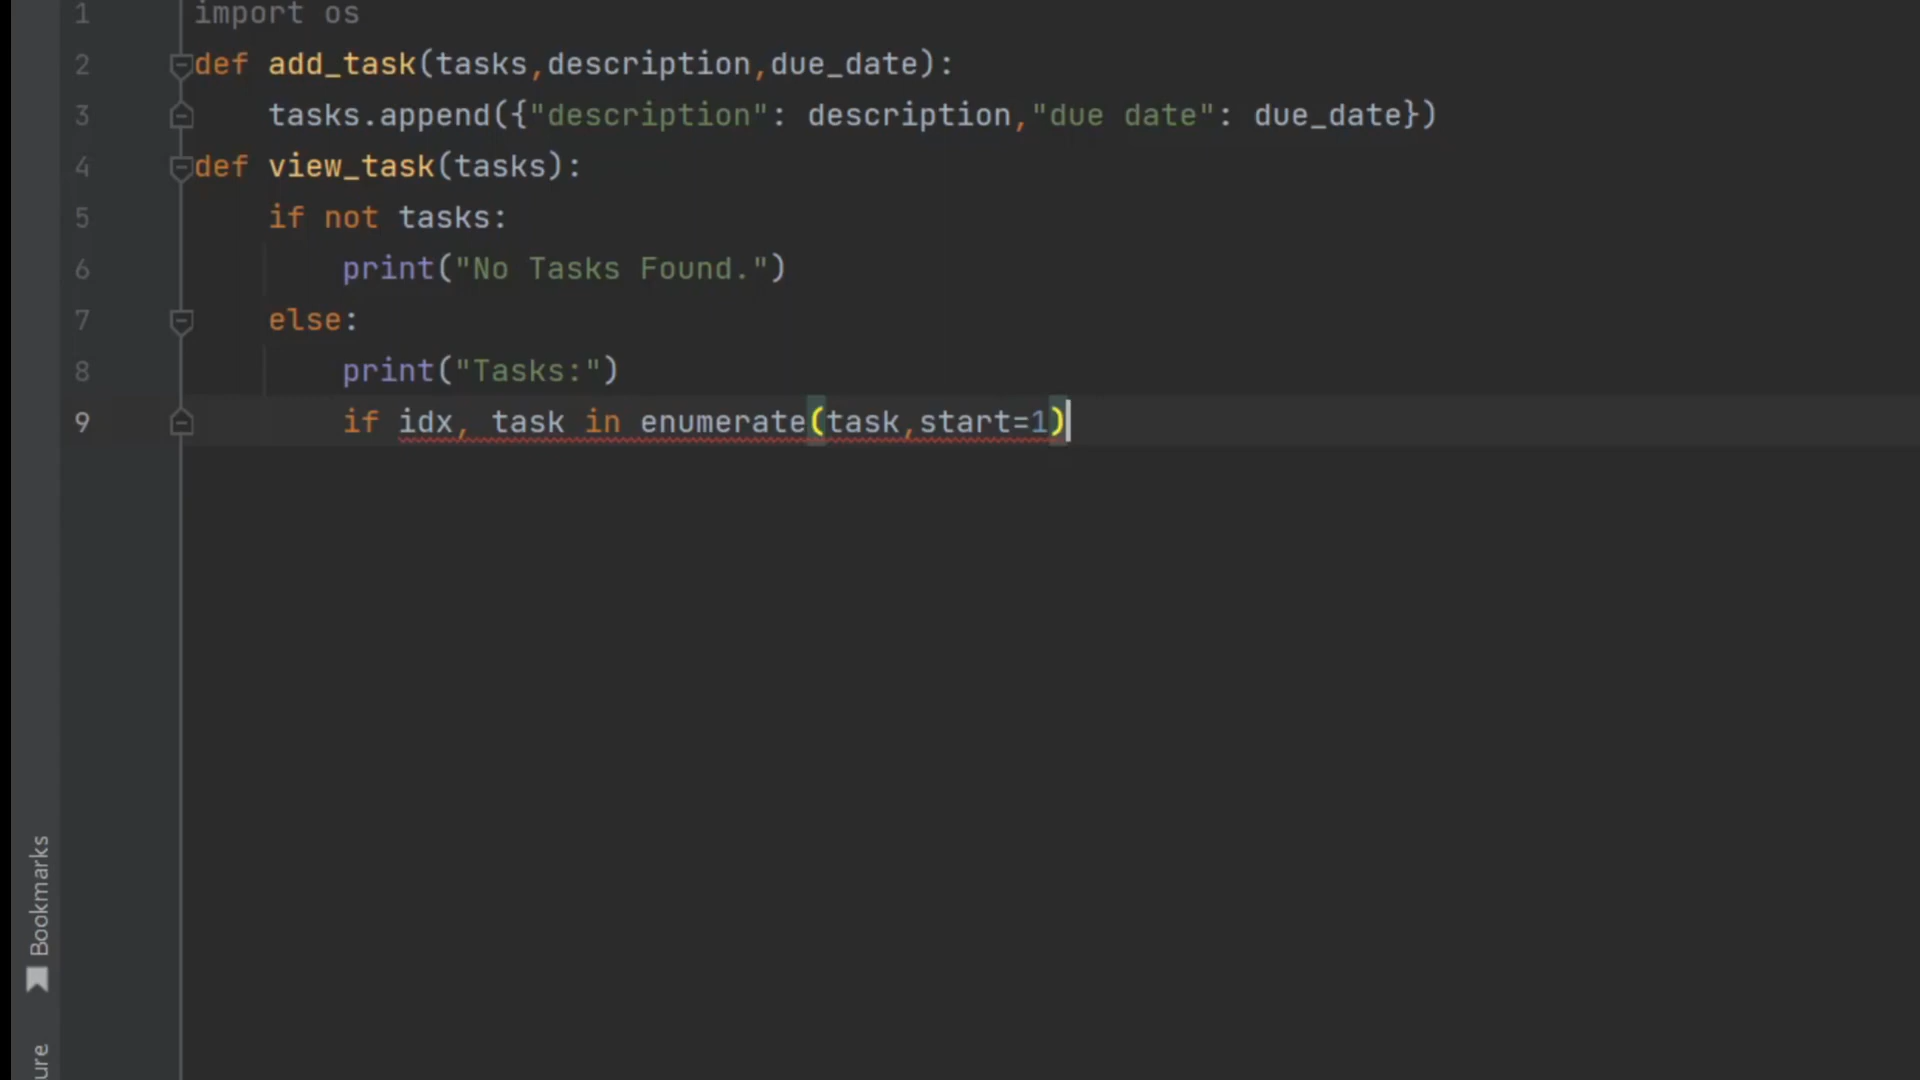 1 import os
2 def add_task(tasks,description,due_date):
3 tasks.append({"description": description,"due date": due_date})
4 def view_task(tasks):
5 if not tasks:
6 print("No Tasks Found.")
7 else:
8 print("Tasks:")
9 if idx, task in enumerate(task,start=1)
Bookmarks
ure